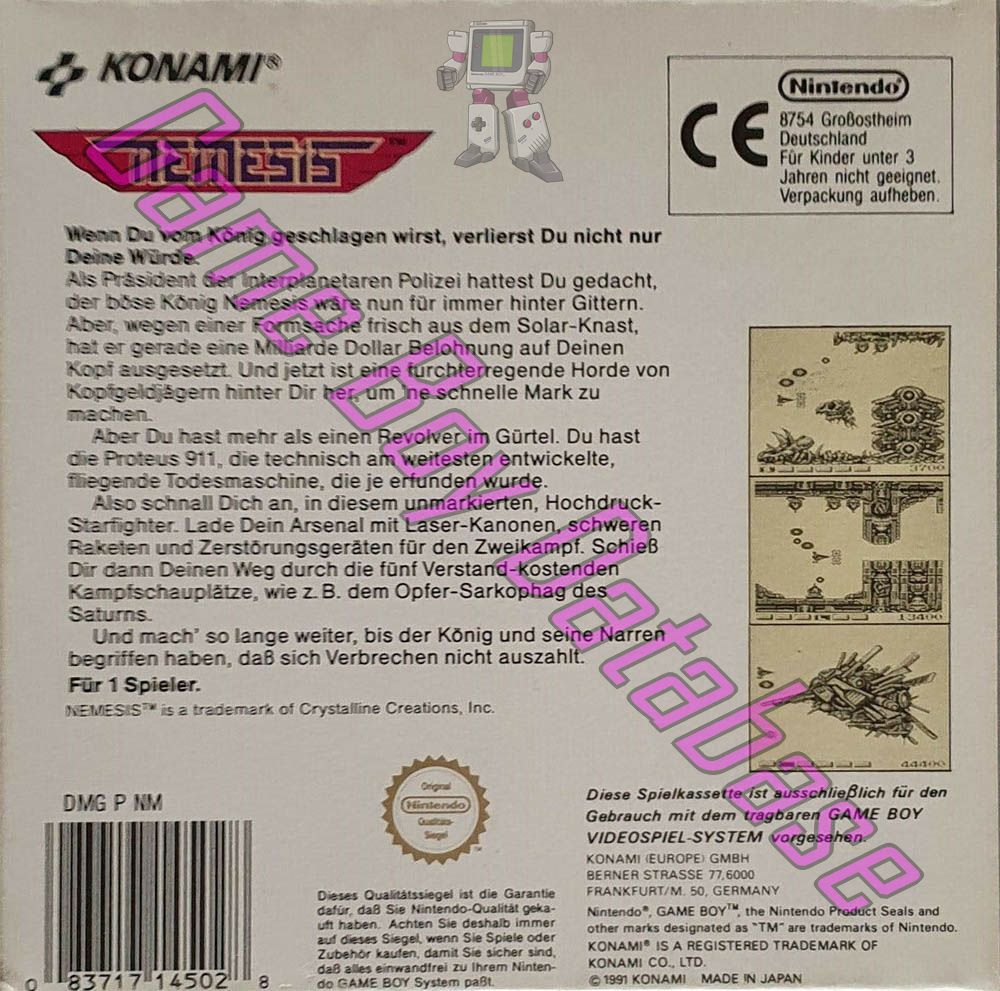 KONAMI®
NEMESIS
Nintendo®
CE
8754 Großostheim
Deutschland
Für Kinder unter 3
Jahren nicht geeignet.
Verpackung aufheben.
Wenn Du vom König geschlagen wirst, verlierst Du nicht nur
Deine Würde.
Als Präsident der Interplanetaren Polizei hattest Du gedacht,
der böse König Nemesis wäre nun für immer hinter Gittern.
Aber, wegen einer Formsache frisch aus dem Solar-Knast,
hat er gerade eine Milliarde Dollar Belohnung auf Deinen
Kopf ausgesetzt. Und jetzt ist eine furchterregende Horde von
Kopfgeldjägern hinter Dir her, um 'ne schnelle Mark zu
machen.
Aber Du hast mehr als einen Revolver im Gürtel. Du hast
die Proteus 911, die technisch am weitesten entwickelte,
fliegende Todesmaschine, die je erfunden wurde.
Also schnall Dich an, in diesem unmarkierten, Hochdruck-
Starfighter. Lade Dein Arsenal mit Laser-Kanonen, schweren
Raketen und Zerstörungsgeräten für den Zweikampf. Schieß
Dir dann Deinen Weg durch die fünf Verstand-kostenden
Kampfschauplätze, wie z. B. dem Opfer-Sarkophag des
Saturns.
Und mach' so lange weiter, bis der König und seine Narren
begriffen haben, daß sich Verbrechen nicht auszahlt.
Für 1 Spieler.
NEMESIS™ is a trademark of Crystalline Creations, Inc.
3700
13400
44400
Game Boy Database
DMG P NM
0 83717 14502 8
Original
Nintendo
Qualitäts-
Siegel
™
Dieses Qualitätssiegel ist die Garantie
dafür, daß Sie Nintendo-Qualität geka-
uft haben. Achten Sie deshalb immer
auf dieses Siegel, wenn Sie Spiele oder
Zubehör kaufen, damit Sie sicher sind,
daß alles einwandfrei zu Ihrem Ninten-
do GAME BOY System paßt.
Diese Spielkassette ist ausschließlich für den
Gebrauch mit dem tragbaren GAME BOY
VIDEOSPIEL-SYSTEM vorgesehen.
KONAMI (EUROPE) GMBH
BERNER STRASSE 77,6000
FRANKFURT/M. 50, GERMANY
Nintendo®, GAME BOY™, the Nintendo Product Seals and
other marks designated as "TM" are trademarks of Nintendo.
KONAMI® IS A REGISTERED TRADEMARK OF
KONAMI CO., LTD.
© 1991 KONAMI MADE IN JAPAN